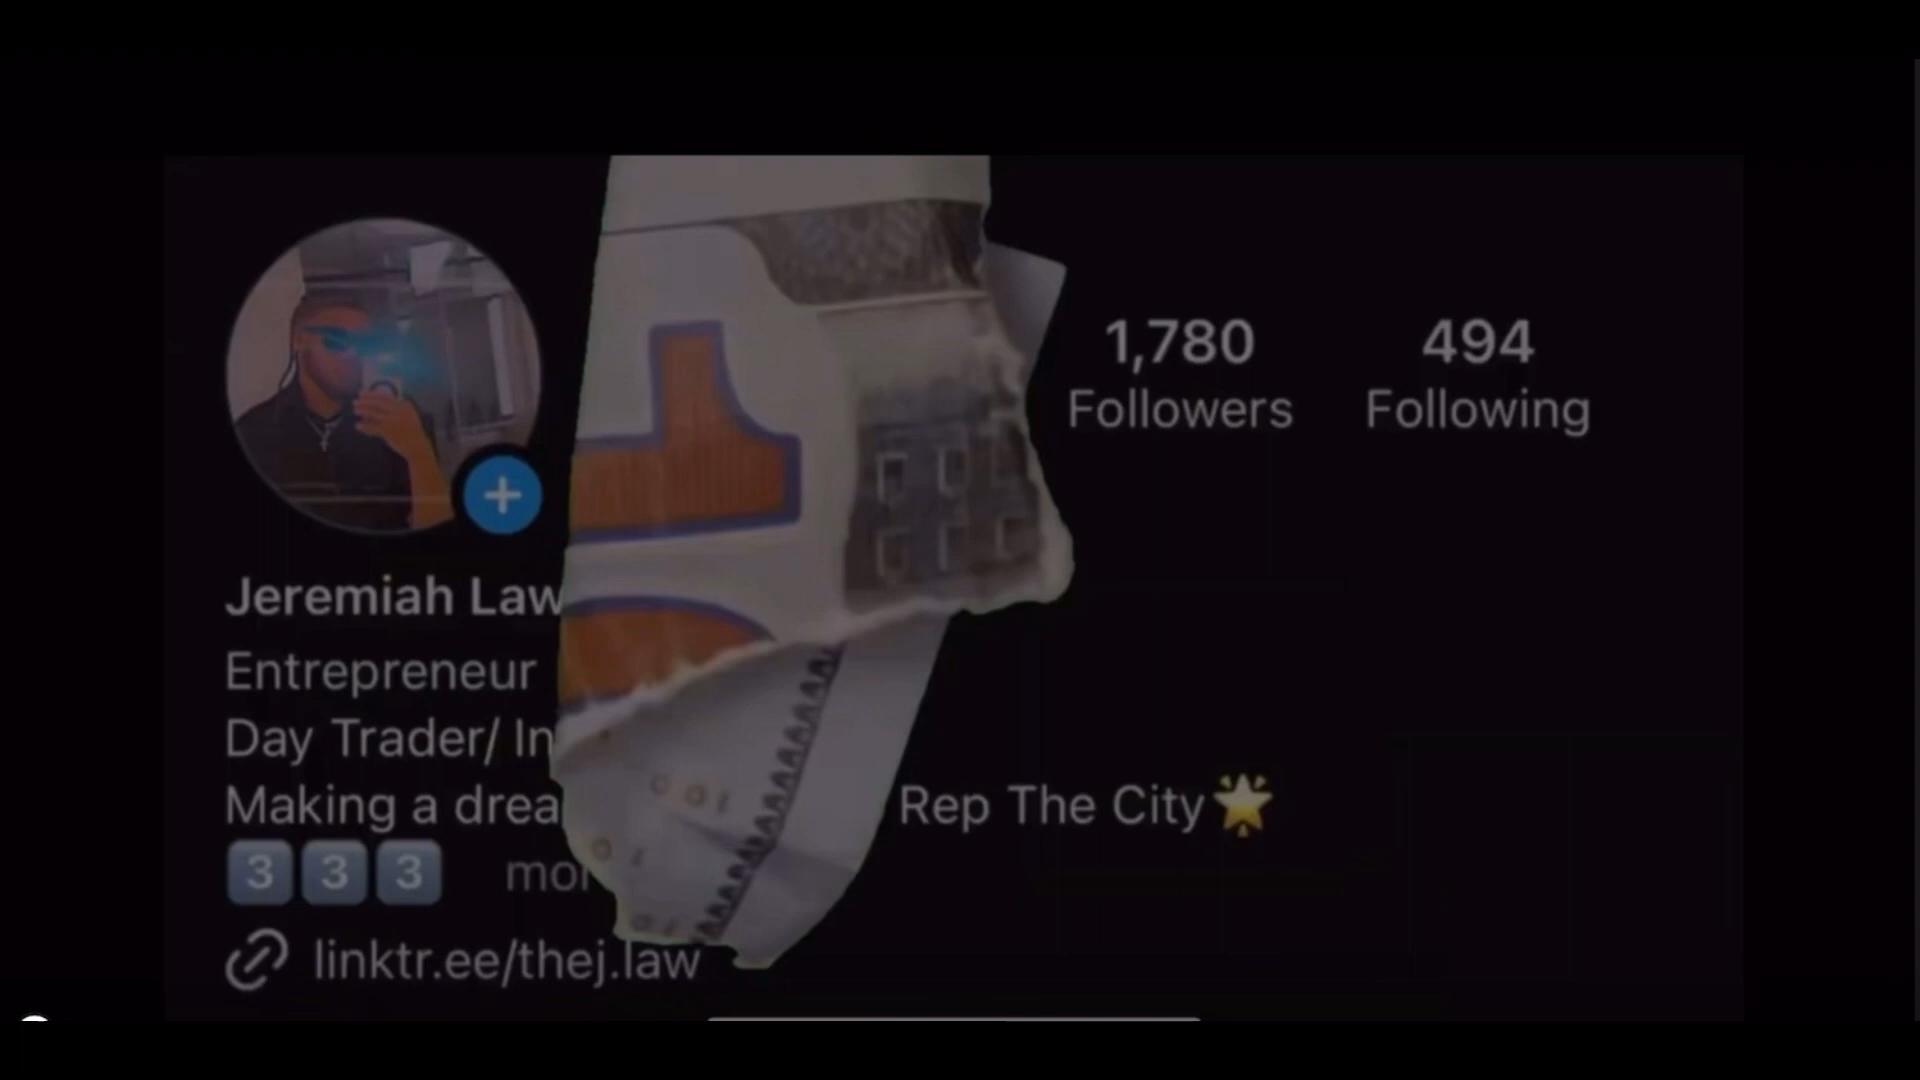 1,780 494
Followers Following
Jeremiah Law
Entrepreneur
Day Trader/ In
Making a drea Rep The City🌟
3️⃣3️⃣3️⃣ mor
linktr.ee/thej.law